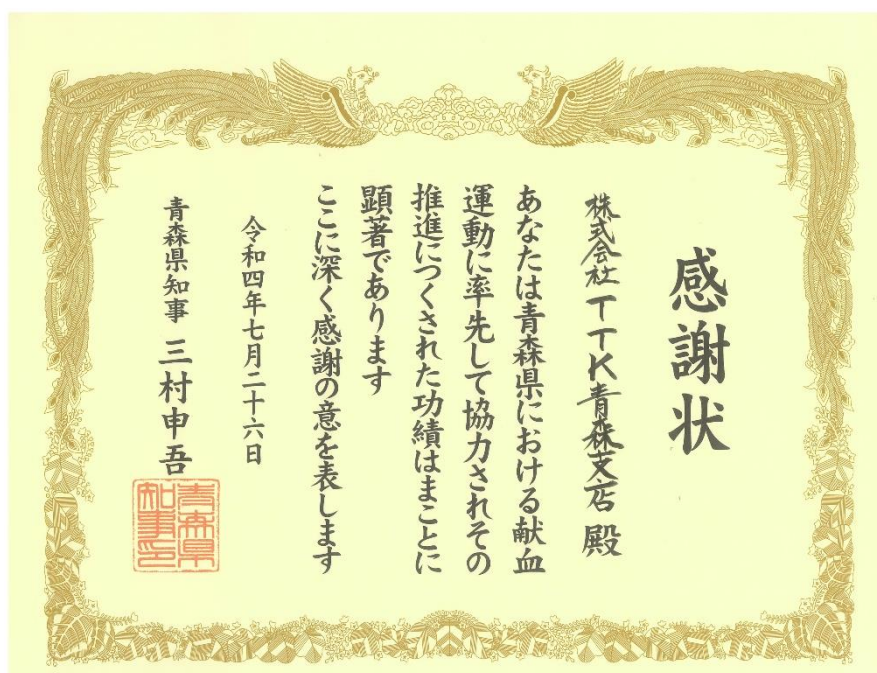 感謝状
株式会社TTK青森支店 殿
あなたは青森県における献血
運動に率先して協力されその
推進につくされた功績はまことに
顕著であります
ここに深く感謝の意を表します
令和四年七月二十六日
青森県知事 三村申吾
青森県
知事印